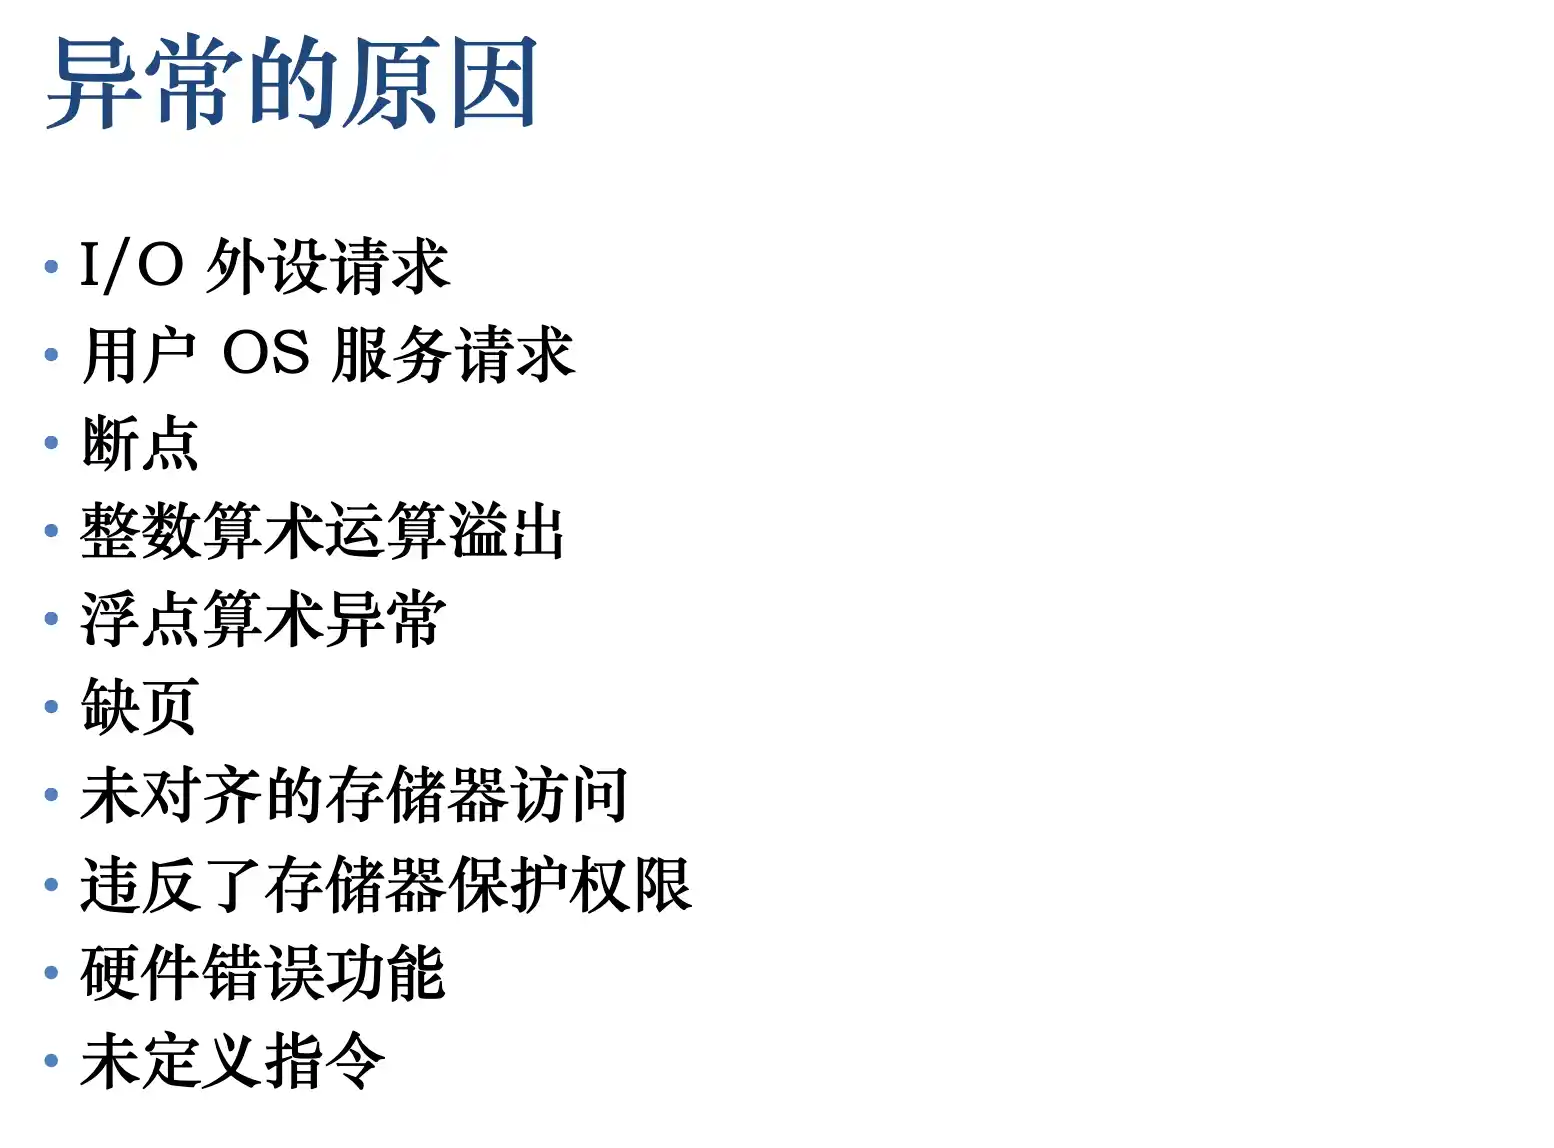 异常的原因
• I/O 外设请求
• 用户 OS 服务请求
• 断点
• 整数算术运算溢出
• 浮点算术异常
• 缺页
• 未对齐的存储器访问
• 违反了存储器保护权限
• 硬件错误功能
• 未定义指令